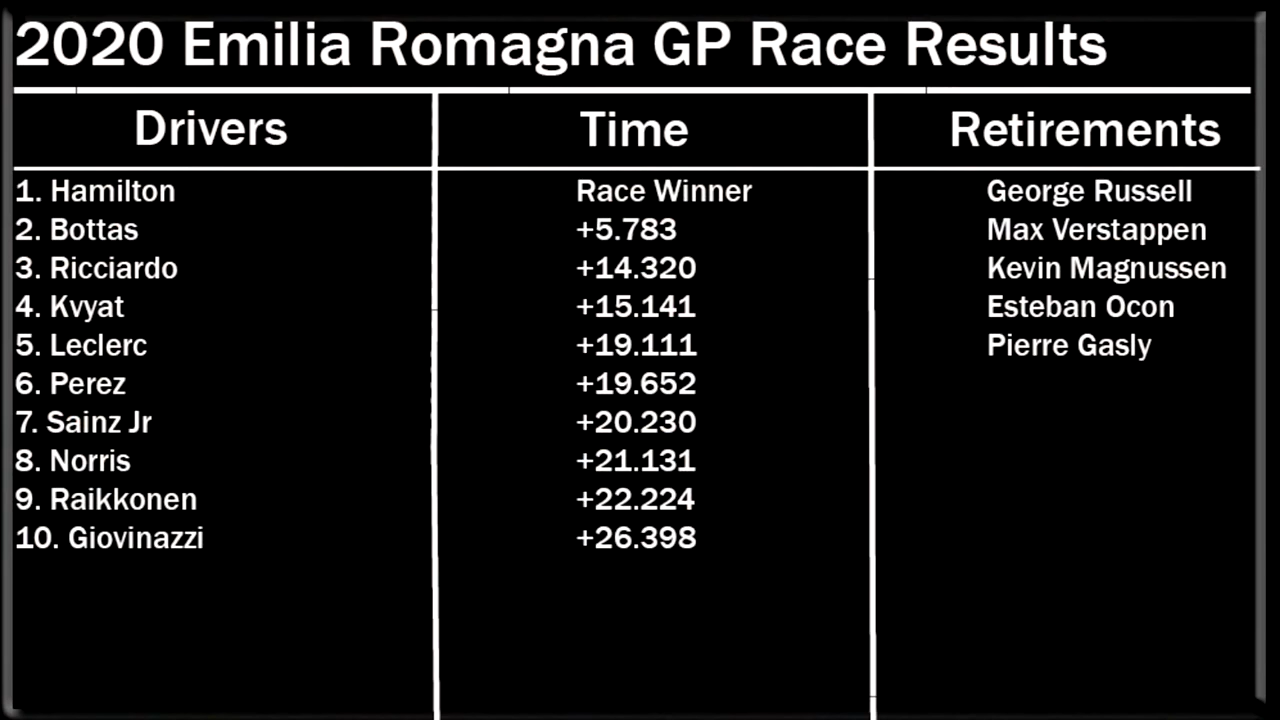 2020 Emilia Romagna GP Race Results
Drivers Time Retirements
1. Hamilton Race Winner George Russell
2. Bottas +5.783 Max Verstappen
3. Ricciardo +14.320 Kevin Magnussen
4. Kvyat +15.141 Esteban Ocon
5. Leclerc +19.111 Pierre Gasly
6. Perez +19.652
7. Sainz Jr +20.230
8. Norris +21.131
9. Raikkonen +22.224
10. Giovinazzi +26.398